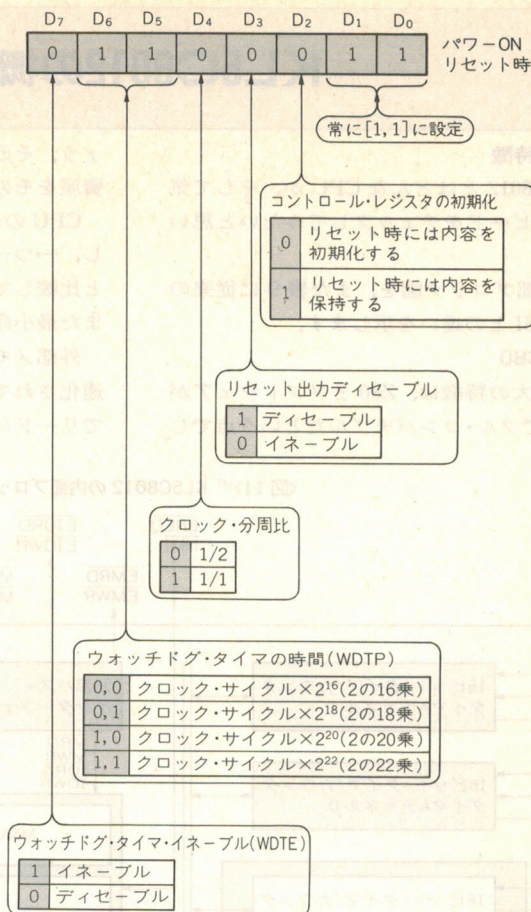 D7 D6 D5 D4 D3 D2 D1 D0
0 1 1 0 0 0 1 1
パワーON
リセット時
常に[1,1]に設定
コントロール・レジスタの初期化
0 リセット時には内容を
初期化する
1 リセット時には内容を
保持する
リセット出力ディセーブル
1 ディセーブル
0 イネーブル
クロック・分周比
0 1/2
1 1/1
ウォッチドグ・タイマの時間(WDTP)
0,0 クロック・サイクル×2¹⁶(2の16乗)
0,1 クロック・サイクル×2¹⁸(2の18乗)
1,0 クロック・サイクル×2²⁰(2の20乗)
1,1 クロック・サイクル×2²²(2の22乗)
ウォッチドグ・タイマ・イネーブル(WDTE)
1 イネーブル
0 ディセーブル